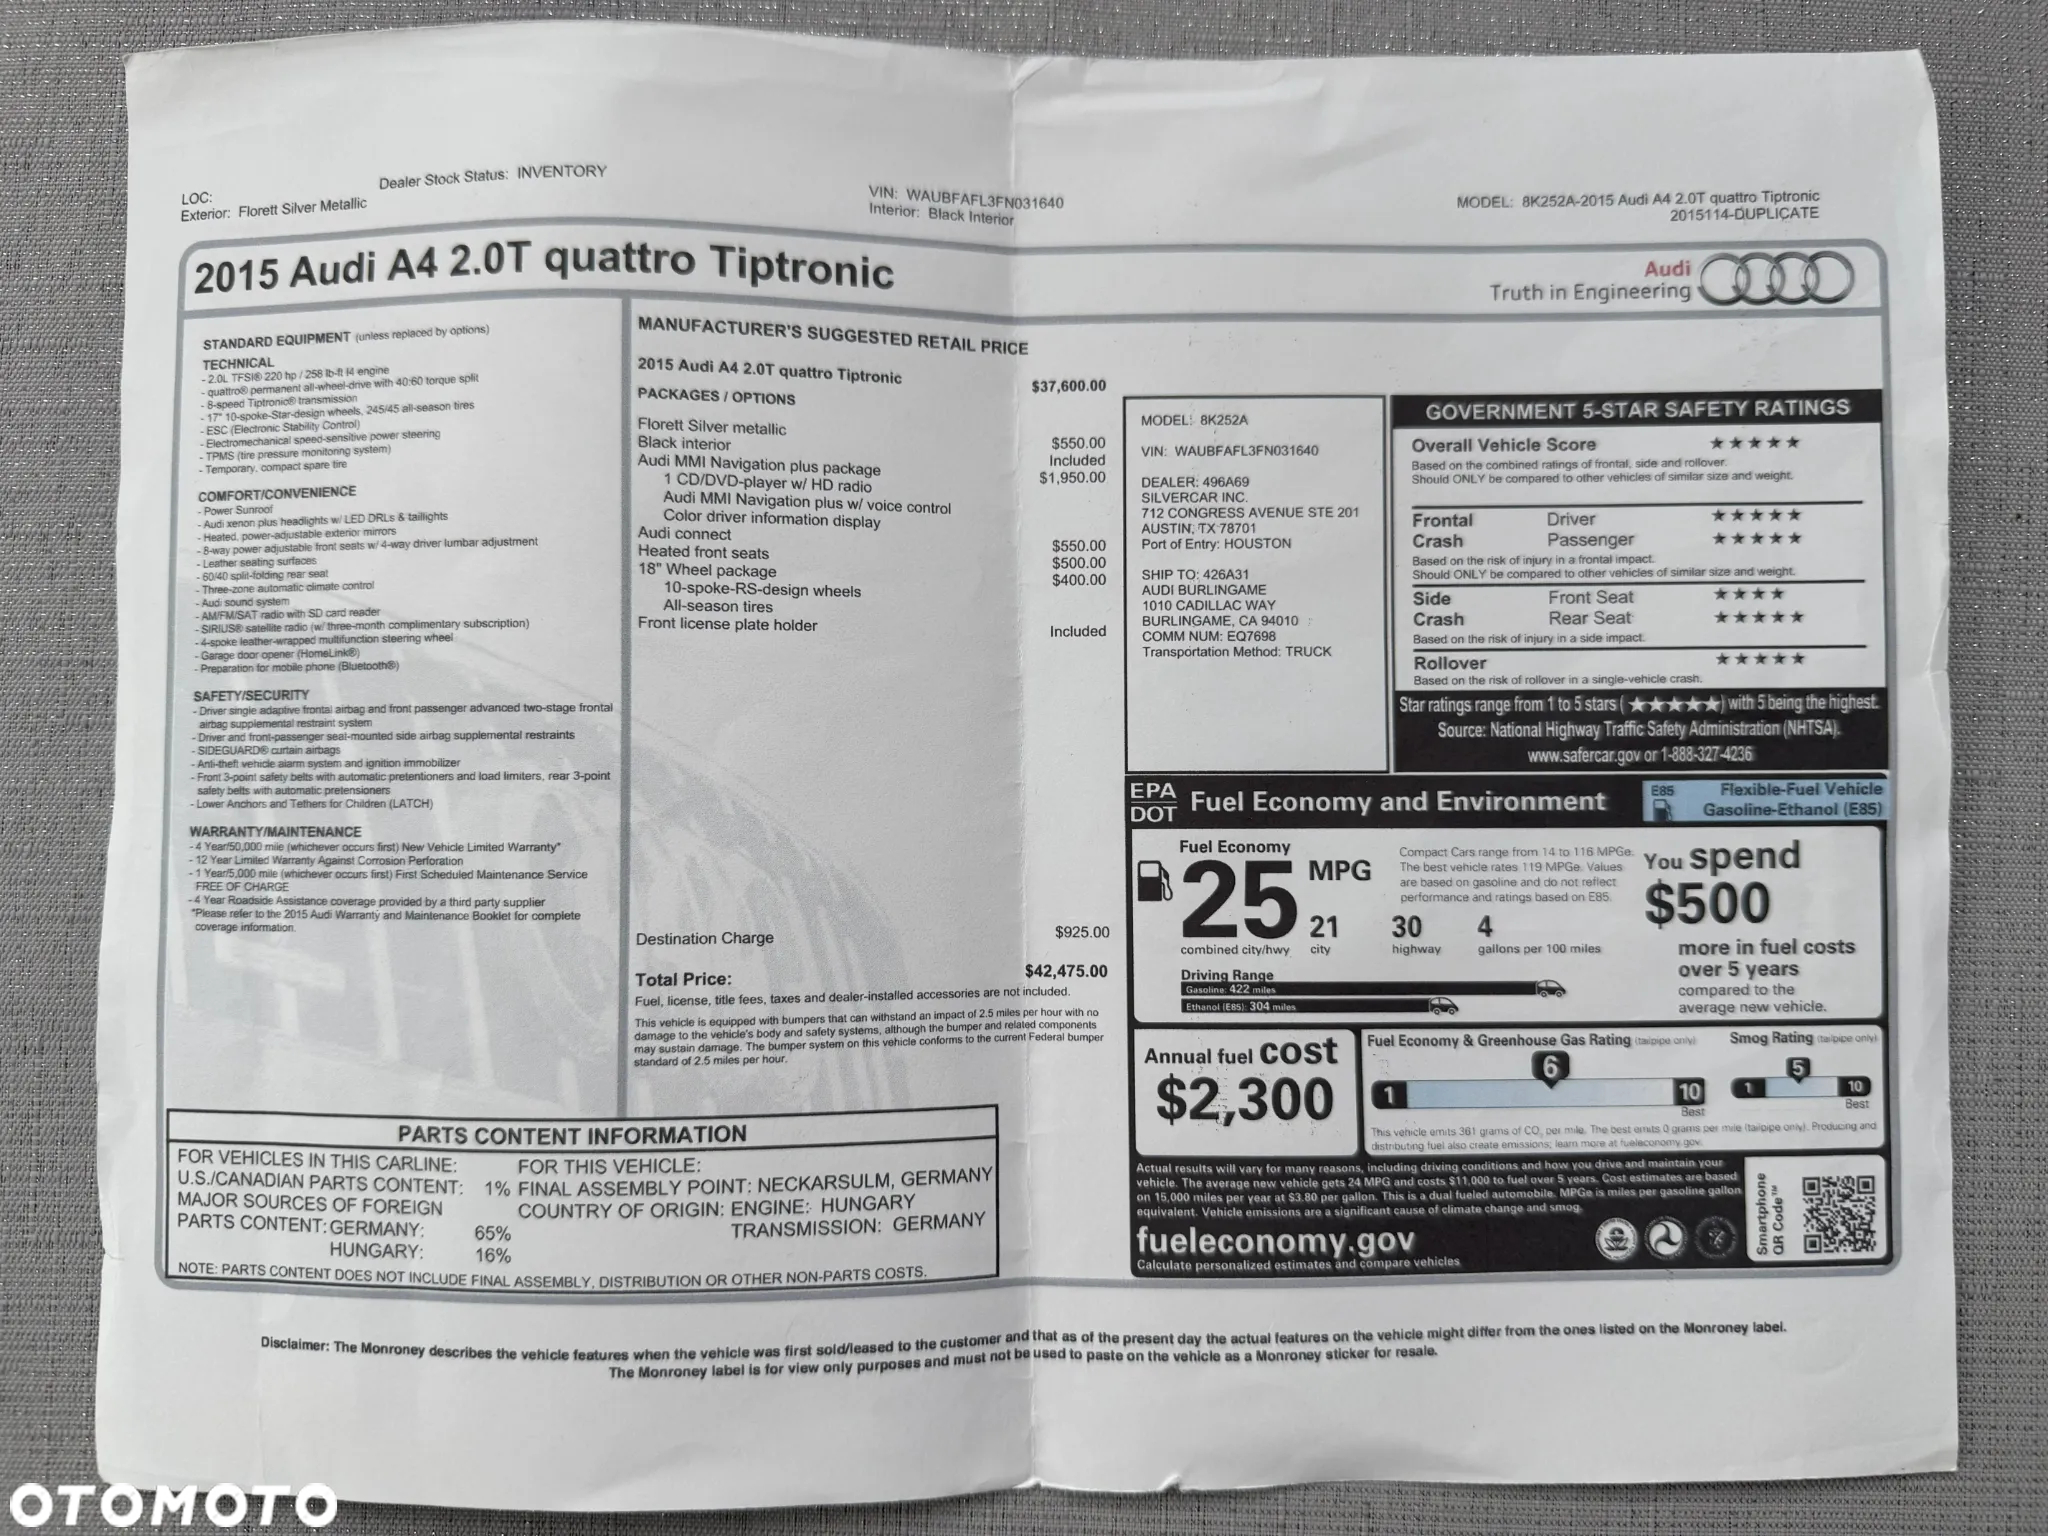 LOC:
Dealer Stock Status: INVENTORY
Exterior: Florett Silver Metallic
VIN: WAUBFAFL3FN031640
Interior: Black Interior
MODEL: 8K252A-2015 Audi A4 2.0T quattro Tiptronic
2015114-DUPLICATE
2015 Audi A4 2.0T quattro Tiptronic
Audi
Truth in Engineering
STANDARD EQUIPMENT (unless replaced by options)
TECHNICAL
- 2.0L TFSI® 220 hp / 258 lb-ft I4 engine
- quattro® permanent all-wheel-drive with 40:60 torque split
- 8-speed Tiptronic® transmission
- 17" 10-spoke-Star-design wheels, 245/45 all-season tires
- ESC (Electronic Stability Control)
- Electromechanical speed-sensitive power steering
- TPMS (tire pressure monitoring system)
- Temporary, compact spare tire
COMFORT/CONVENIENCE
- Power Sunroof
- Audi xenon plus headlights w/ LED DRLs & taillights
- Heated, power-adjustable exterior mirrors
- 8-way power adjustable front seats w/ 4-way driver lumbar adjustment
- Leather seating surfaces
- 60/40 split-folding rear seat
- Three-zone automatic climate control
- Audi sound system
- AM/FM/SAT radio with SD card reader
- SIRIUS® satellite radio (w/ three-month complimentary subscription)
- 4-spoke leather-wrapped multifunction steering wheel
- Garage door opener (HomeLink®)
- Preparation for mobile phone (Bluetooth®)
SAFETY/SECURITY
- Driver single adaptive frontal airbag and front passenger advanced two-stage frontal
airbag supplemental restraint system
- Driver and front-passenger seat-mounted side airbag supplemental restraints
- SIDEGUARD® curtain airbags
- Anti-theft vehicle alarm system and ignition immobilizer
- Front 3-point safety belts with automatic pretentioners and load limiters, rear 3-point
safety belts with automatic pretensioners
- Lower Anchors and Tethers for Children (LATCH)
WARRANTY/MAINTENANCE
- 4 Year/50,000 mile (whichever occurs first) New Vehicle Limited Warranty*
- 12 Year Limited Warranty Against Corrosion Perforation
- 1 Year/5,000 mile (whichever occurs first) First Scheduled Maintenance Service
FREE OF CHARGE
- 4 Year Roadside Assistance coverage provided by a third party supplier
*Please refer to the 2015 Audi Warranty and Maintenance Booklet for complete
coverage information.
MANUFACTURER'S SUGGESTED RETAIL PRICE
2015 Audi A4 2.0T quattro Tiptronic $37,600.00
PACKAGES / OPTIONS
Florett Silver metallic $550.00
Black interior Included
Audi MMI Navigation plus package $1,950.00
1 CD/DVD-player w/ HD radio
Audi MMI Navigation plus w/ voice control
Color driver information display
Audi connect $550.00
Heated front seats $500.00
18" Wheel package $400.00
10-spoke-RS-design wheels
All-season tires
Front license plate holder Included
Destination Charge $925.00
Total Price: $42,475.00
Fuel, license, title fees, taxes and dealer-installed accessories are not included.
This vehicle is equipped with bumpers that can withstand an impact of 2.5 miles per hour with no
damage to the vehicle's body and safety systems, although the bumper and related components
may sustain damage. The bumper system on this vehicle conforms to the current Federal bumper
standard of 2.5 miles per hour.
MODEL: 8K252A
VIN: WAUBFAFL3FN031640
DEALER: 496A69
SILVERCAR INC.
712 CONGRESS AVENUE STE 201
AUSTIN, TX 78701
Port of Entry: HOUSTON
SHIP TO: 426A31
AUDI BURLINGAME
1010 CADILLAC WAY
BURLINGAME, CA 94010
COMM NUM: EQ7698
Transportation Method: TRUCK
GOVERNMENT 5-STAR SAFETY RATINGS
Overall Vehicle Score ★★★★★
Based on the combined ratings of frontal, side and rollover.
Should ONLY be compared to other vehicles of similar size and weight.
Frontal Driver ★★★★★
Crash Passenger ★★★★★
Based on the risk of injury in a frontal impact.
Should ONLY be compared to other vehicles of similar size and weight.
Side Front Seat ★★★★
Crash Rear Seat ★★★★★
Based on the risk of injury in a side impact.
Rollover ★★★★★
Based on the risk of rollover in a single-vehicle crash.
Star ratings range from 1 to 5 stars (★★★★★) with 5 being the highest.
Source: National Highway Traffic Safety Administration (NHTSA).
www.safercar.gov or 1-888-327-4236
EPA
DOT
Fuel Economy and Environment
E85
Flexible-Fuel Vehicle
Gasoline-Ethanol (E85)
Fuel Economy
25 MPG
combined city/hwy
21
city
30
highway
4
gallons per 100 miles
Compact Cars range from 14 to 116 MPGe.
The best vehicle rates 119 MPGe. Values
are based on gasoline and do not reflect
performance and ratings based on E85.
Driving Range
Gasoline: 422 miles
Ethanol (E85): 304 miles
You spend
$500
more in fuel costs
over 5 years
compared to the
average new vehicle.
Annual fuel cost
$2,300
Fuel Economy & Greenhouse Gas Rating (tailpipe only)
1 6 10
Best
Smog Rating (tailpipe only)
1 5 10
Best
This vehicle emits 361 grams of CO2 per mile. The best emits 0 grams per mile (tailpipe only). Producing and
distributing fuel also create emissions; learn more at fueleconomy.gov.
Actual results will vary for many reasons, including driving conditions and how you drive and maintain your
vehicle. The average new vehicle gets 24 MPG and costs $11,000 to fuel over 5 years. Cost estimates are based
on 15,000 miles per year at $3.80 per gallon. This is a dual fueled automobile. MPGe is miles per gasoline gallon
equivalent. Vehicle emissions are a significant cause of climate change and smog.
fueleconomy.gov
Calculate personalized estimates and compare vehicles
Smartphone
QR Code™
PARTS CONTENT INFORMATION
FOR VEHICLES IN THIS CARLINE:
U.S./CANADIAN PARTS CONTENT: 1%
MAJOR SOURCES OF FOREIGN
PARTS CONTENT: GERMANY: 65%
HUNGARY: 16%
FOR THIS VEHICLE:
FINAL ASSEMBLY POINT: NECKARSULM, GERMANY
COUNTRY OF ORIGIN: ENGINE: HUNGARY
TRANSMISSION: GERMANY
NOTE: PARTS CONTENT DOES NOT INCLUDE FINAL ASSEMBLY, DISTRIBUTION OR OTHER NON-PARTS COSTS.
Disclaimer: The Monroney describes the vehicle features when the vehicle was first sold/leased to the customer and that as of the present day the actual features on the vehicle might differ from the ones listed on the Monroney label.
The Monroney label is for view only purposes and must not be used to paste on the vehicle as a Monroney sticker for resale.
OTOMOTO